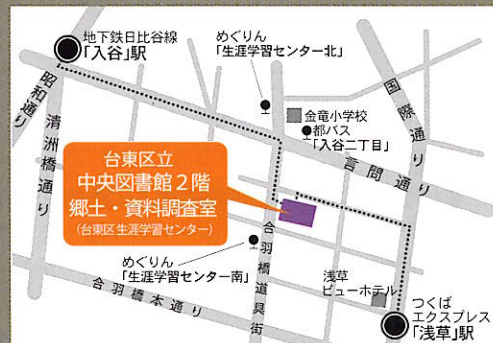 地下鉄日比谷線
「入谷」駅
めぐりん
「生涯学習センター北」
国際通り
昭和通り
清洲橋通り
金竜小学校
都バス
「入谷二丁目」
言問通り
台東区立
中央図書館2階
郷土・資料調査室
(台東区生涯学習センター)
めぐりん
「生涯学習センター南」
合羽橋道具街
合羽橋本通り
浅草
ビューホテル
つくば
エクスプレス
「浅草」駅